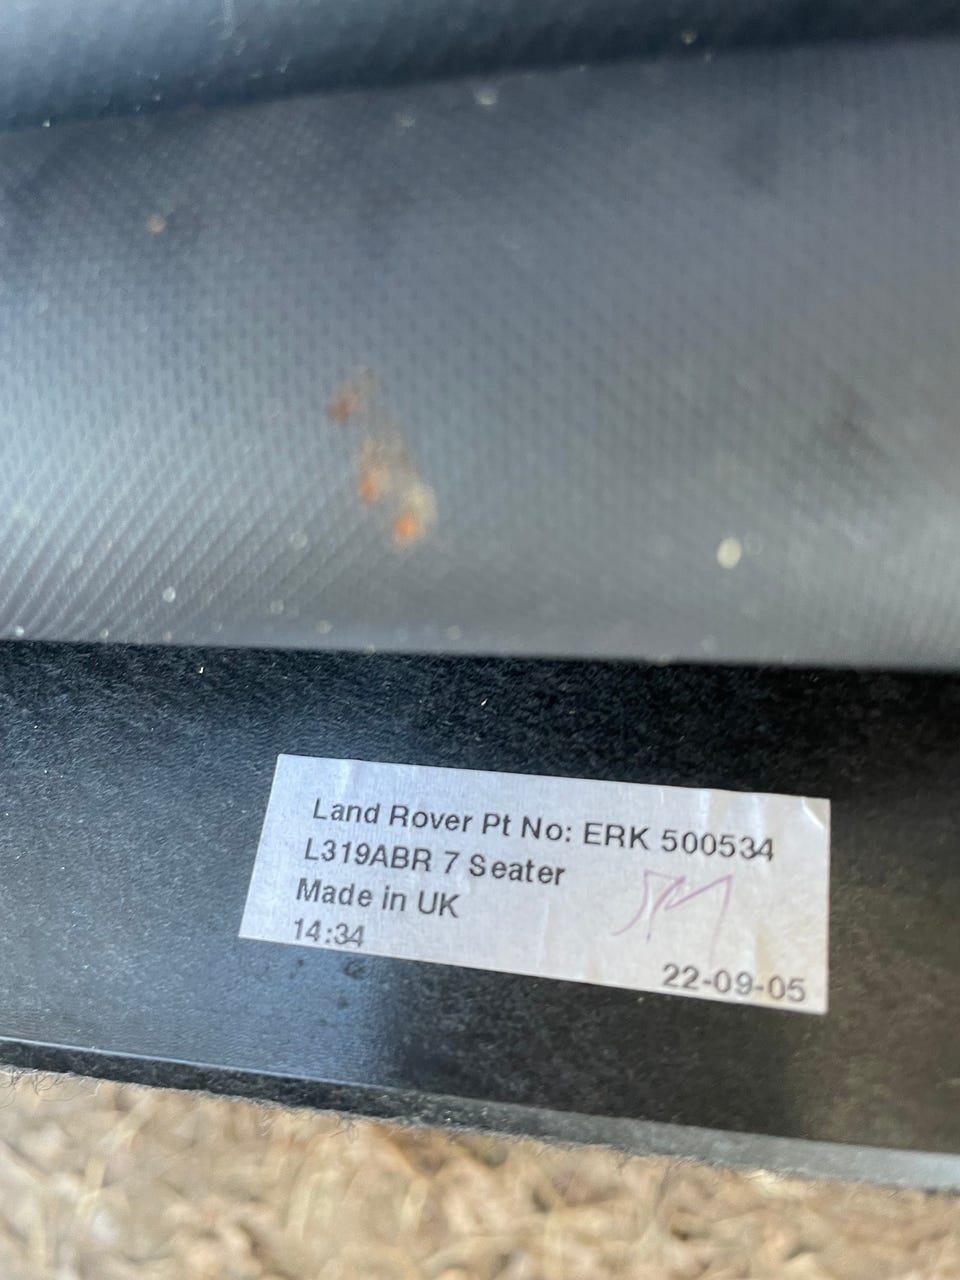 Land Rover Pt No: ERK 500534
L319ABR 7 Seater
Made in UK
14:34
22-09-05